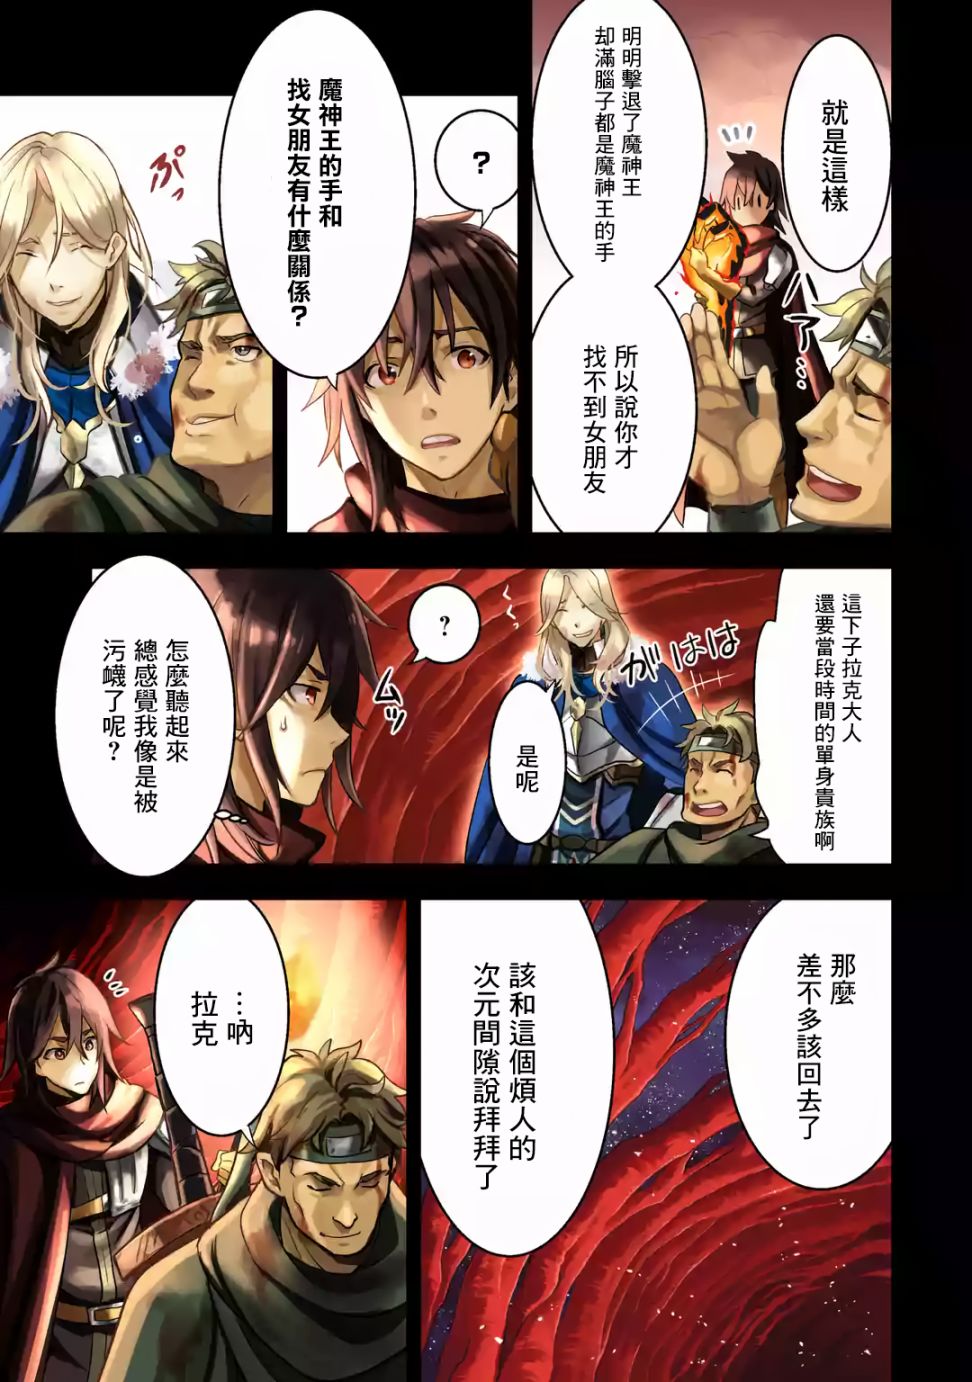 就是這樣
明明擊退了魔神王
却滿腦子都是魔神王的手
所以說你才
找不到女朋友
ハァ…
?
魔神王的手和
找女朋友有什麼關係?
ぷっ
這下子拉克大人
還要當段時間的單身貴族啊
がははは
是呢
くく
?
ムッ
怎麼聽起來
總感覺我像是被
污衊了呢?
那麼
差不多該回去了
該和這個煩人的
次元間隙說拜拜了
…吶
拉克